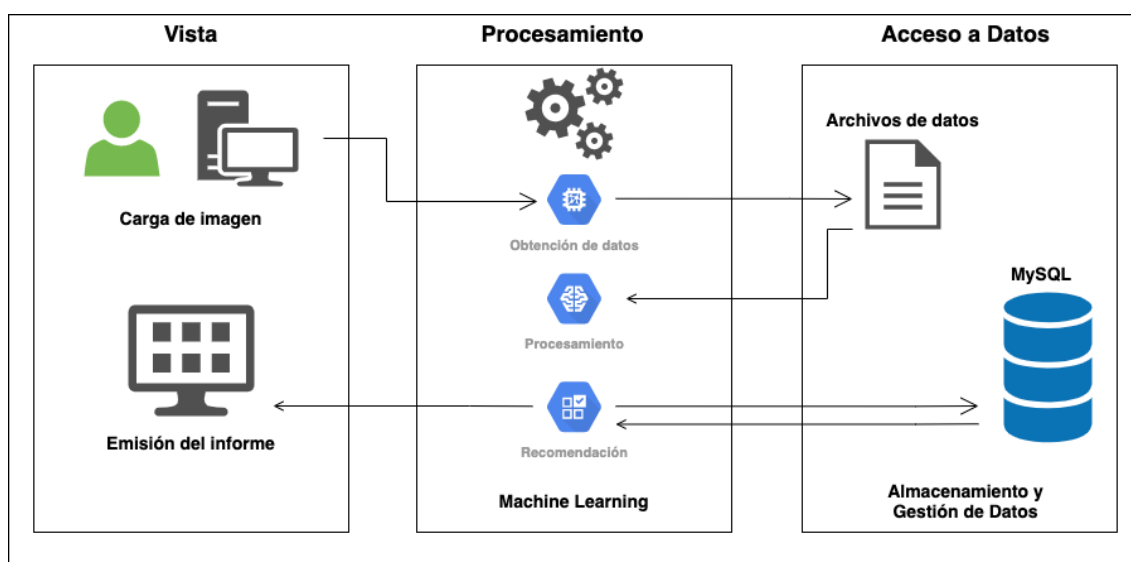 Vista
Procesamiento
Acceso a Datos
Carga de imagen
Emisión del informe
Obtención de datos
Procesamiento
Recomendación
Machine Learning
Archivos de datos
MySQL
Almacenamiento y
Gestión de Datos